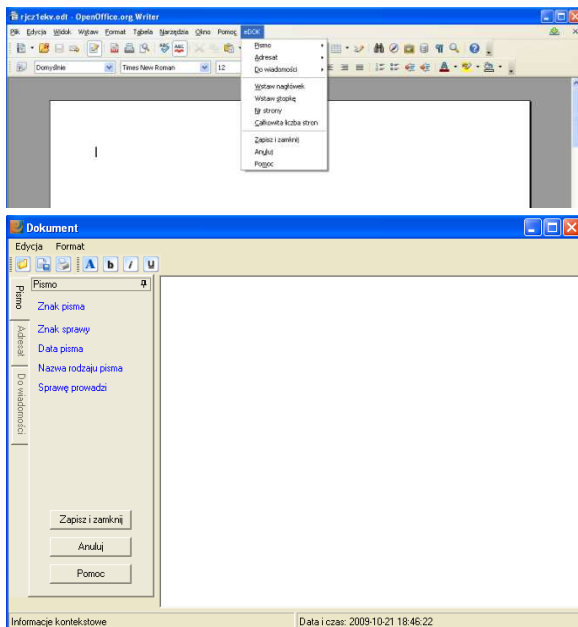 rjcz1ekv.odt - OpenOffice.org Writer
Plik Edycja Widok Wstaw Format Tabela Narzędzia Okno Pomoc eDOK
Domyślnie Times New Roman 12
Pismo
Adresat
Do wiadomości
Wstaw nagłówek
Wstaw stopkę
Nr strony
Całkowita liczba stron
Zapisz i zamknij
Anuluj
Pomoc
Dokument
Edycja Format
A b i u
Pismo
Pismo
Adresat
Do wiadomości
Znak pisma
Znak sprawy
Data pisma
Nazwa rodzaju pisma
Sprawę prowadzi
Zapisz i zamknij
Anuluj
Pomoc
Informacje kontekstowe Data i czas: 2009-10-21 18:46:22